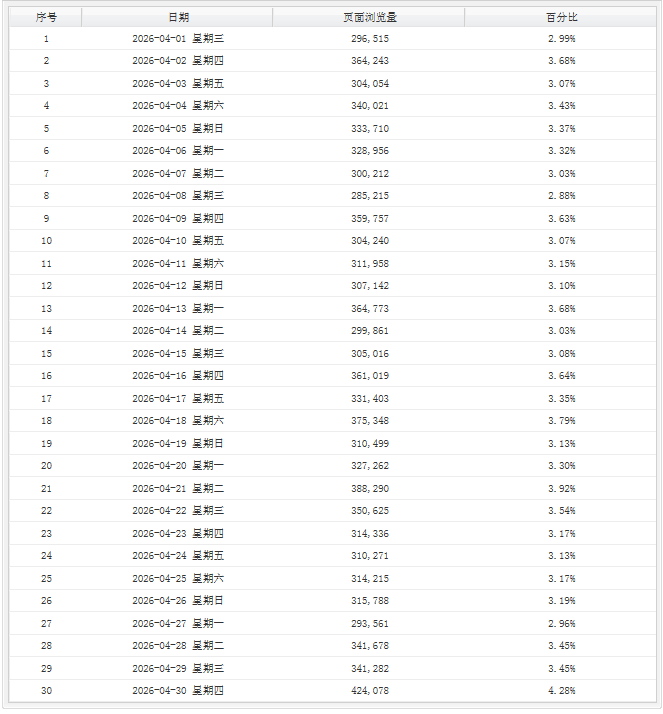 序号 日期 页面浏览量 百分比
1 2026-04-01 星期三 296,515 2.99%
2 2026-04-02 星期四 364,243 3.68%
3 2026-04-03 星期五 304,054 3.07%
4 2026-04-04 星期六 340,021 3.43%
5 2026-04-05 星期日 333,710 3.37%
6 2026-04-06 星期一 328,956 3.32%
7 2026-04-07 星期二 300,212 3.03%
8 2026-04-08 星期三 285,215 2.88%
9 2026-04-09 星期四 359,757 3.63%
10 2026-04-10 星期五 304,240 3.07%
11 2026-04-11 星期六 311,958 3.15%
12 2026-04-12 星期日 307,142 3.10%
13 2026-04-13 星期一 364,773 3.68%
14 2026-04-14 星期二 299,861 3.03%
15 2026-04-15 星期三 305,016 3.08%
16 2026-04-16 星期四 361,019 3.64%
17 2026-04-17 星期五 331,403 3.35%
18 2026-04-18 星期六 375,348 3.79%
19 2026-04-19 星期日 310,499 3.13%
20 2026-04-20 星期一 327,262 3.30%
21 2026-04-21 星期二 388,290 3.92%
22 2026-04-22 星期三 350,625 3.54%
23 2026-04-23 星期四 314,336 3.17%
24 2026-04-24 星期五 310,271 3.13%
25 2026-04-25 星期六 314,215 3.17%
26 2026-04-26 星期日 315,788 3.19%
27 2026-04-27 星期一 293,561 2.96%
28 2026-04-28 星期二 341,678 3.45%
29 2026-04-29 星期三 341,282 3.45%
30 2026-04-30 星期四 424,078 4.28%